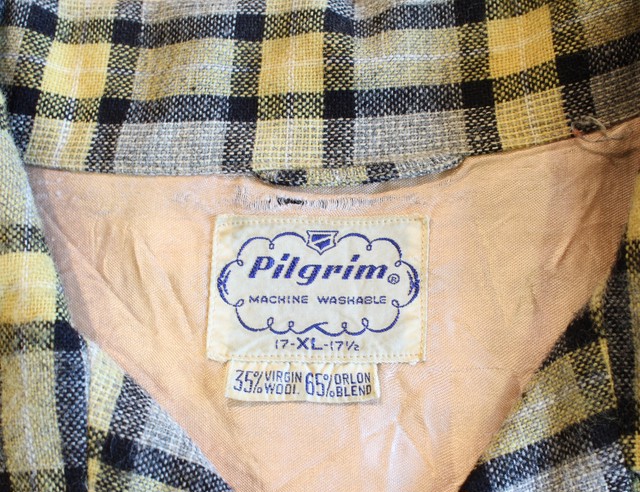 Pilgrim®
MACHINE WASHABLE
17-XL-17½
35% VIRGIN WOOL 65% ORLON BLEND